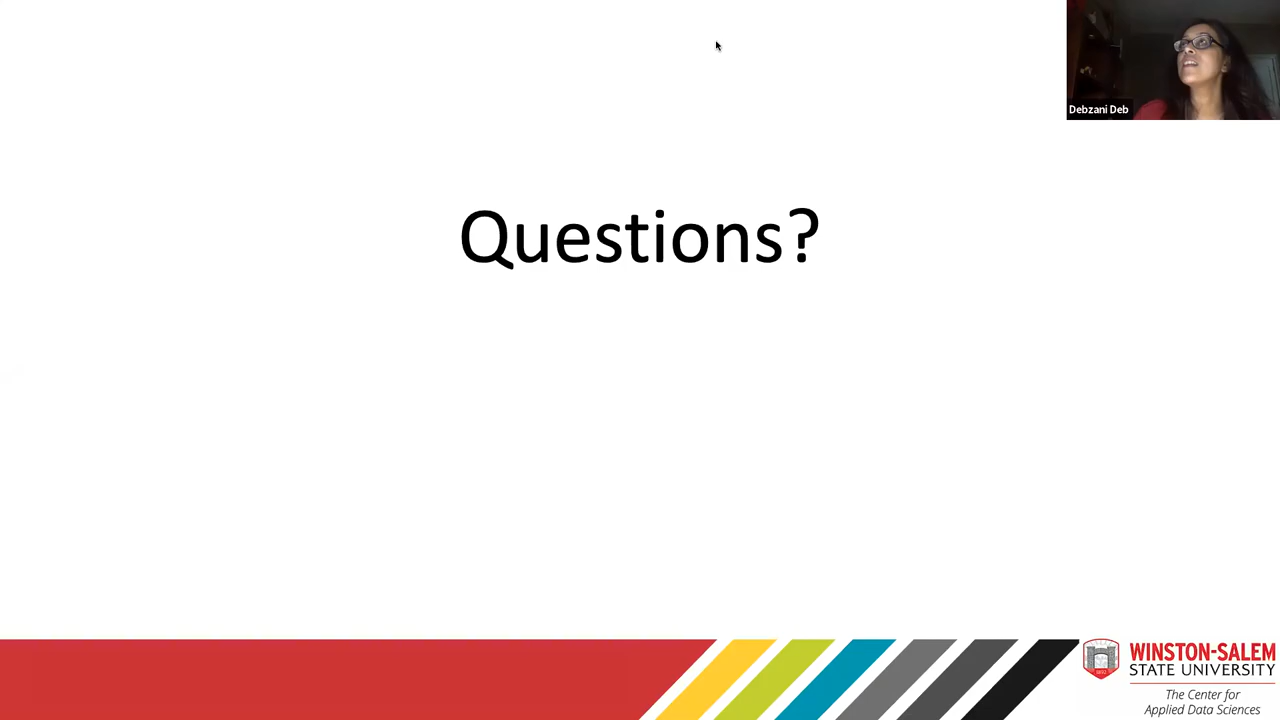 Debzani Deb
Questions?
WINSTON-SALEM
STATE UNIVERSITY
The Center for
Applied Data Sciences